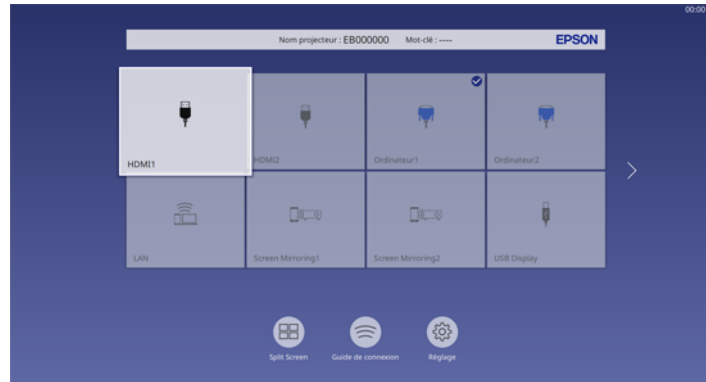 00:00
Nom projecteur : EB000000 Mot-clé : ---- EPSON
HDMI1 HDMI2 Ordinateur1 Ordinateur2
LAN Screen Mirroring1 Screen Mirroring2 USB Display
Split Screen Guide de connexion Réglage